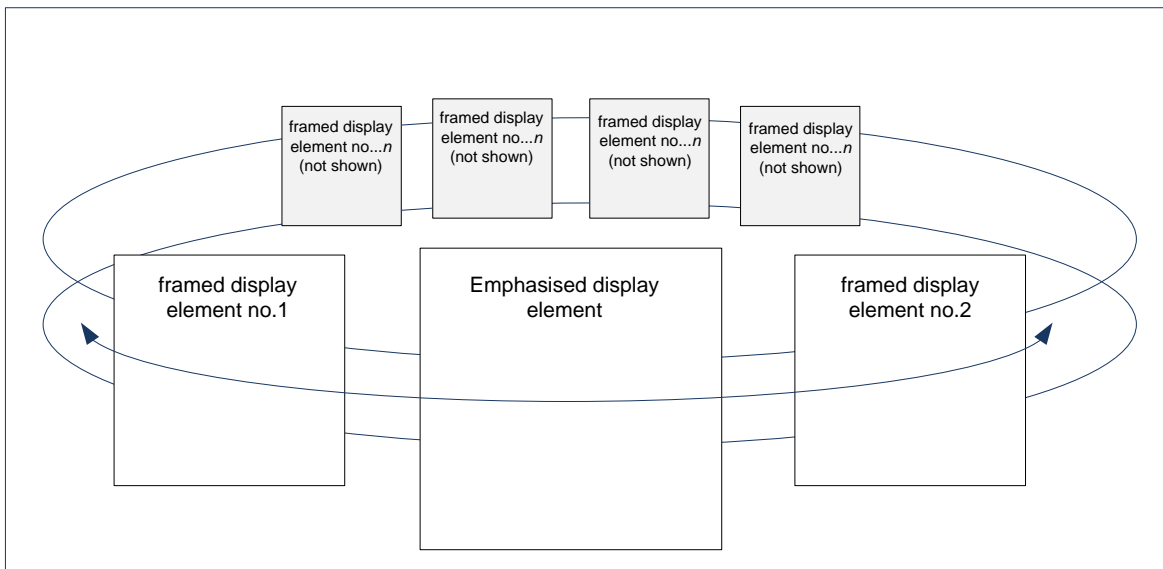 framed display
element no...n
(not shown)
framed display
element no...n
(not shown)
framed display
element no...n
(not shown)
framed display
element no...n
(not shown)
framed display
element no.1
Emphasised display
element
framed display
element no.2